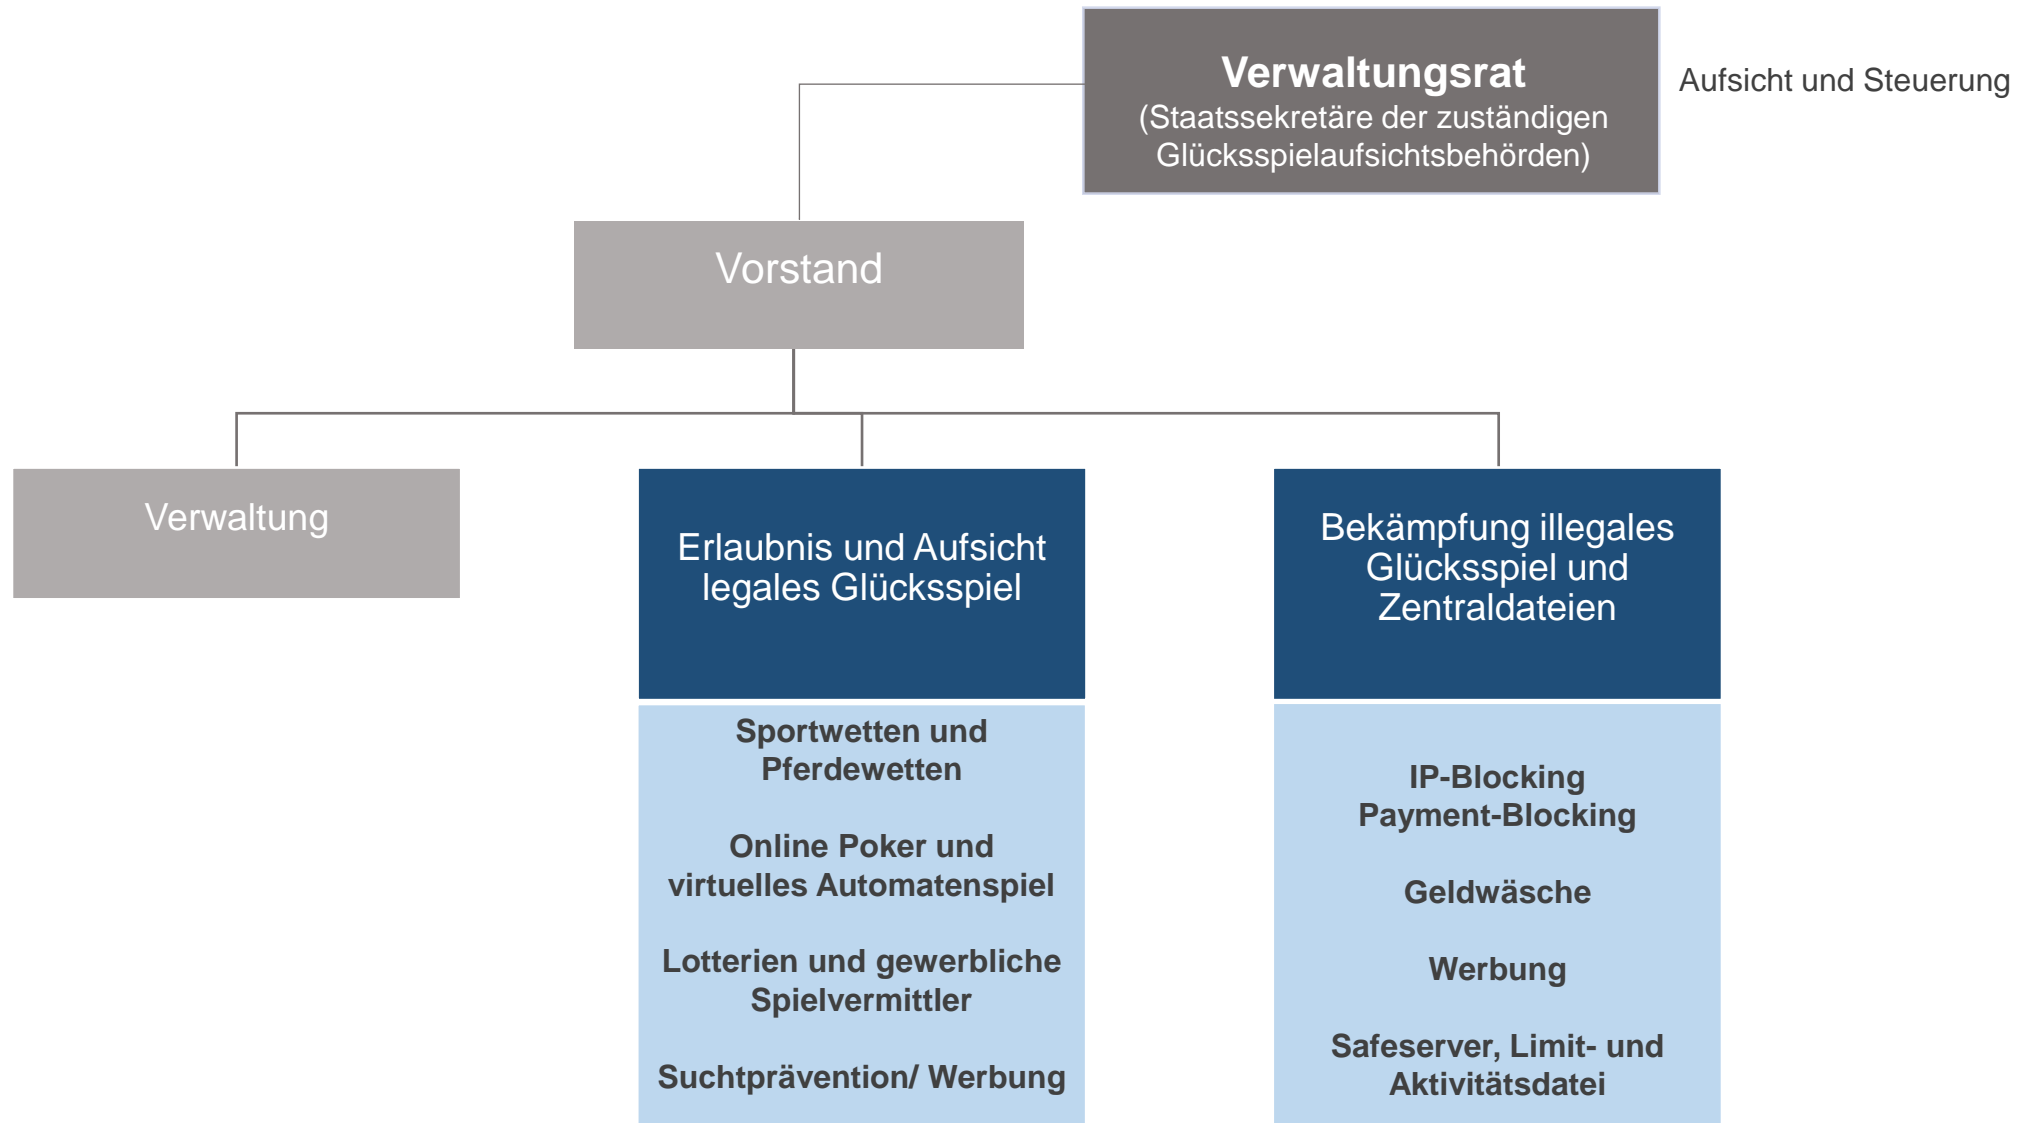 Verwaltungsrat
(Staatssekretäre der zuständigen
Glücksspielaufsichtsbehörden)
Aufsicht und Steuerung
Vorstand
Verwaltung
Erlaubnis und Aufsicht
legales Glücksspiel
Sportwetten und
Pferdewetten
Online Poker und
virtuelles Automatenspiel
Lotterien und gewerbliche
Spielvermittler
Suchtprävention/ Werbung
Bekämpfung illegales
Glücksspiel und
Zentraldateien
IP-Blocking
Payment-Blocking
Geldwäsche
Werbung
Safeserver, Limit- und
Aktivitätsdatei